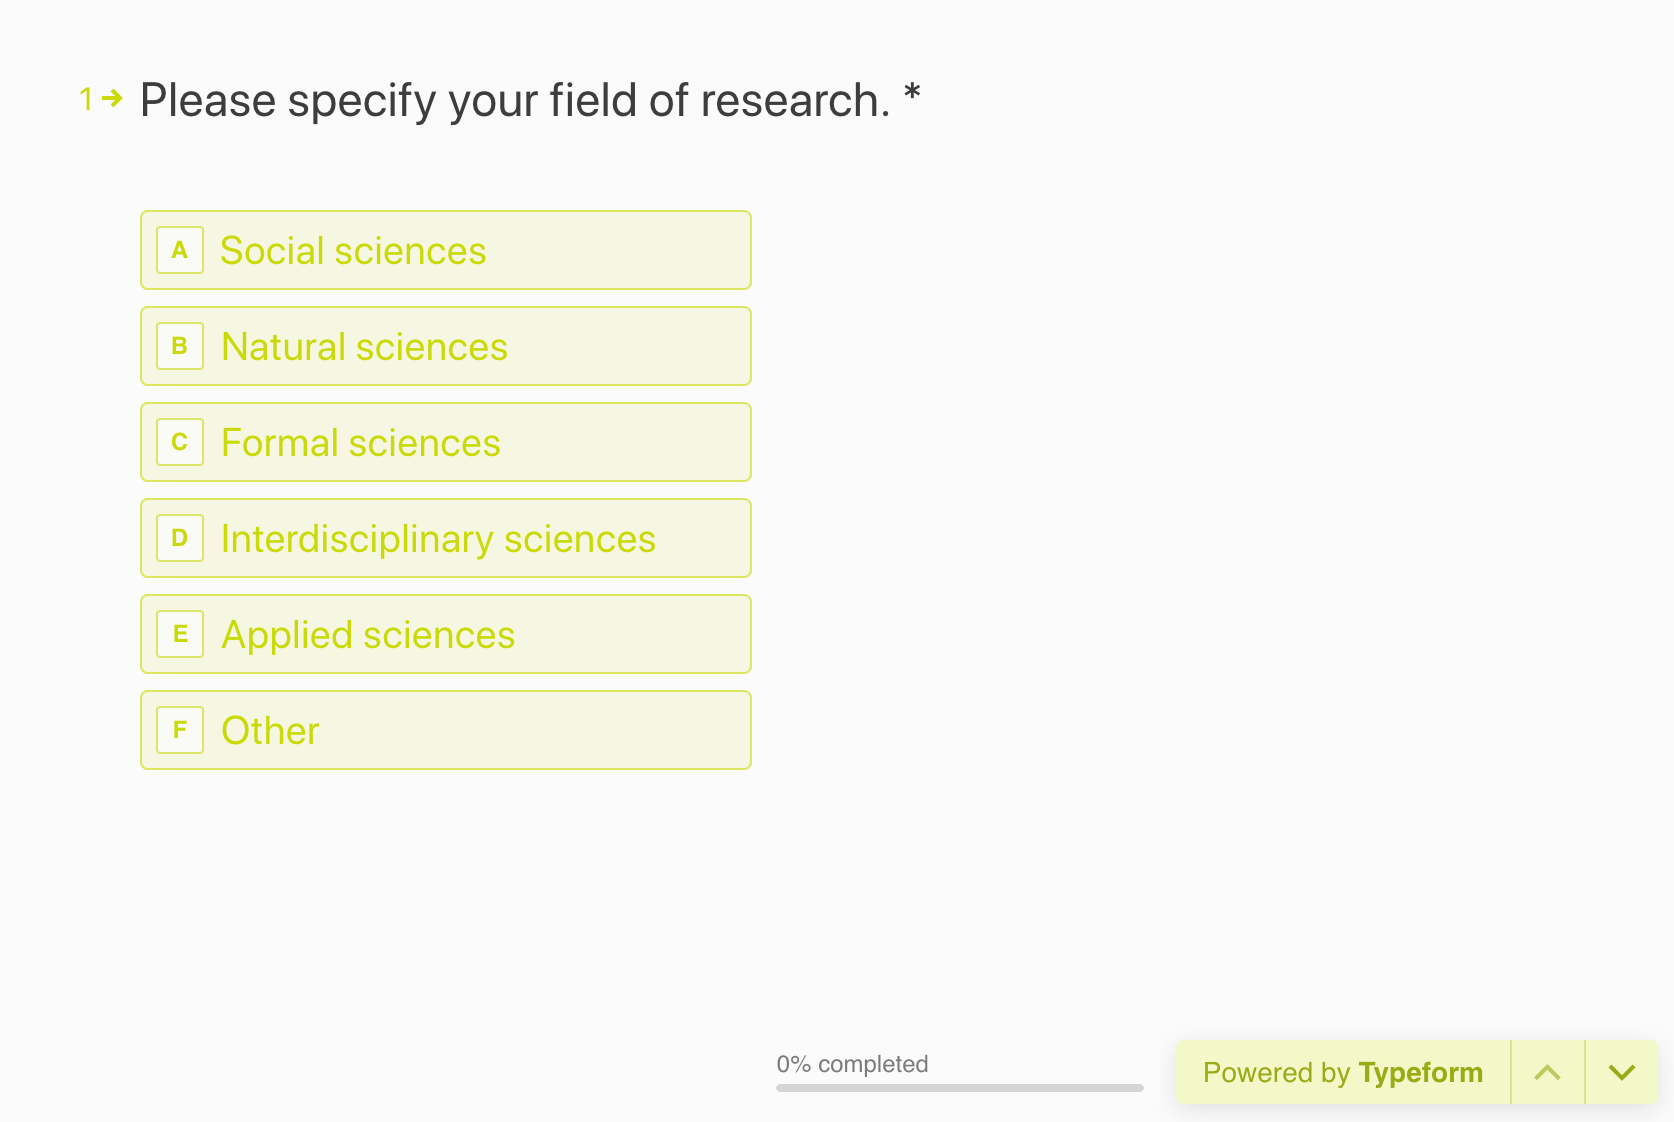 1 Please specify your field of research. *
A Social sciences
B Natural sciences
C Formal sciences
D Interdisciplinary sciences
E Applied sciences
F Other
0% completed
Powered by Typeform